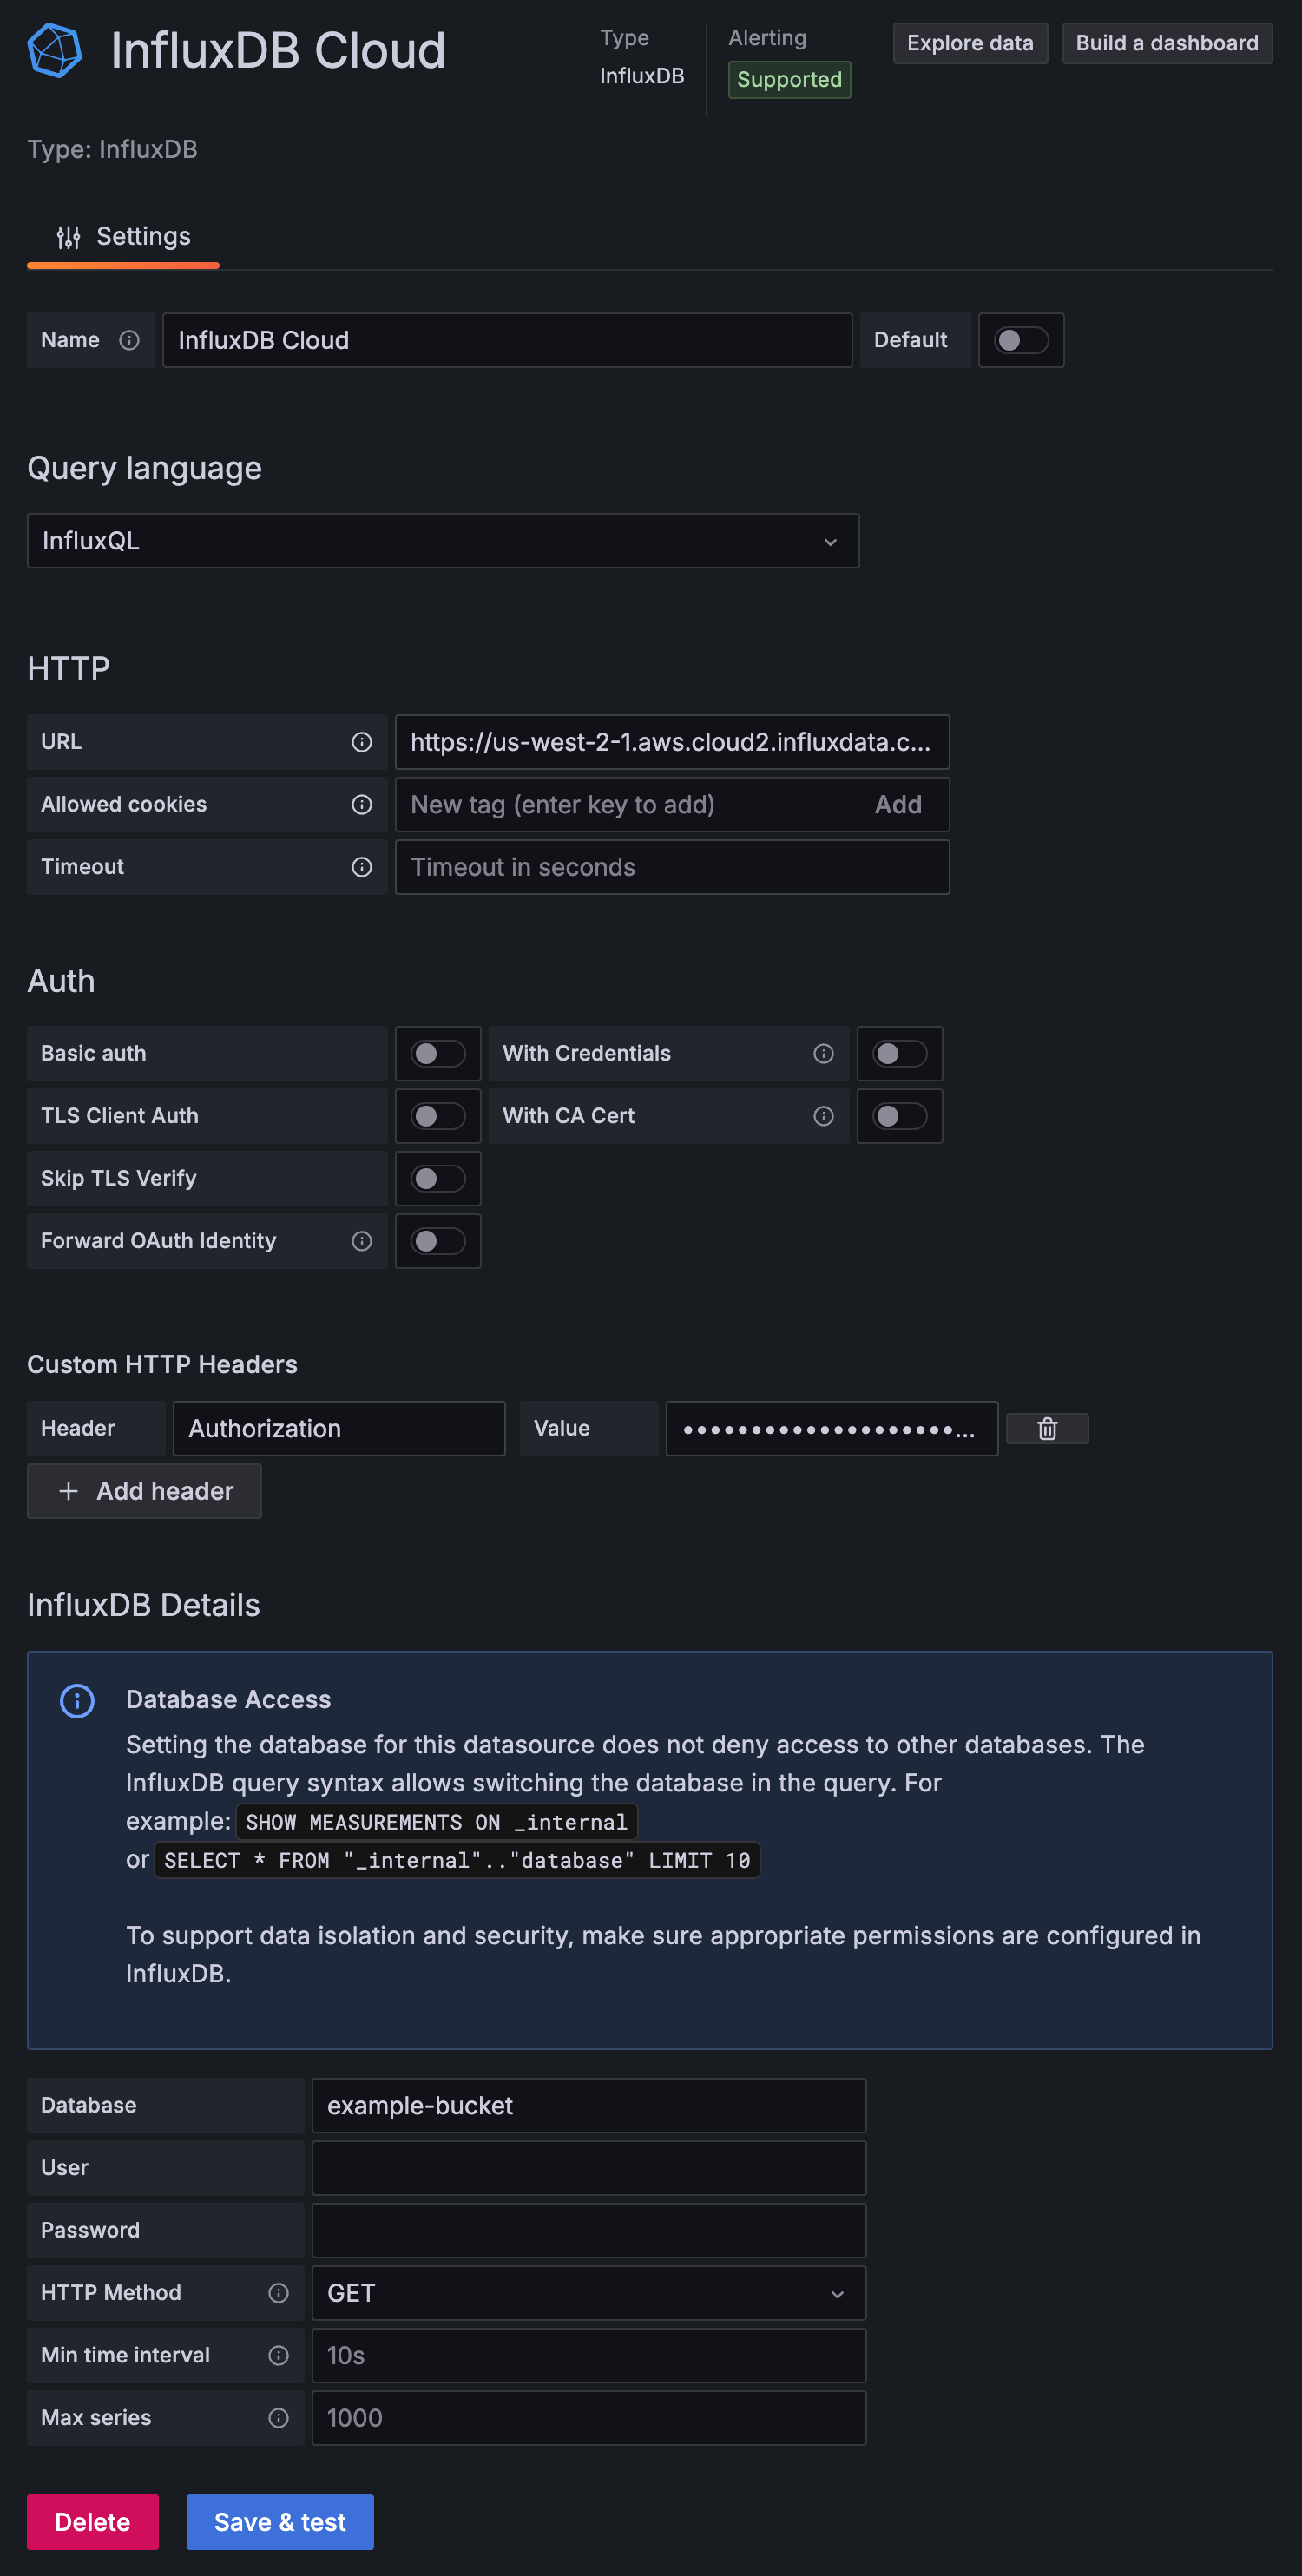 InfluxDB Cloud
Type
InfluxDB
Alerting
Supported
Explore data
Build a dashboard
Type: InfluxDB
Settings
Name
InfluxDB Cloud
Default
Query language
InfluxQL
HTTP
URL
https://us-west-2-1.aws.cloud2.influxdata.c...
Allowed cookies
New tag (enter key to add)
Add
Timeout
Timeout in seconds
Auth
Basic auth
With Credentials
TLS Client Auth
With CA Cert
Skip TLS Verify
Forward OAuth Identity
Custom HTTP Headers
Header
Authorization
Value
••••••••••••••••••••...
Add header
InfluxDB Details
Database Access
Setting the database for this datasource does not deny access to other databases. The
InfluxDB query syntax allows switching the database in the query. For
example: SHOW MEASUREMENTS ON _internal
or SELECT * FROM "_internal".."database" LIMIT 10
To support data isolation and security, make sure appropriate permissions are configured in
InfluxDB.
Database
example-bucket
User
Password
HTTP Method
GET
Min time interval
10s
Max series
1000
Delete
Save & test